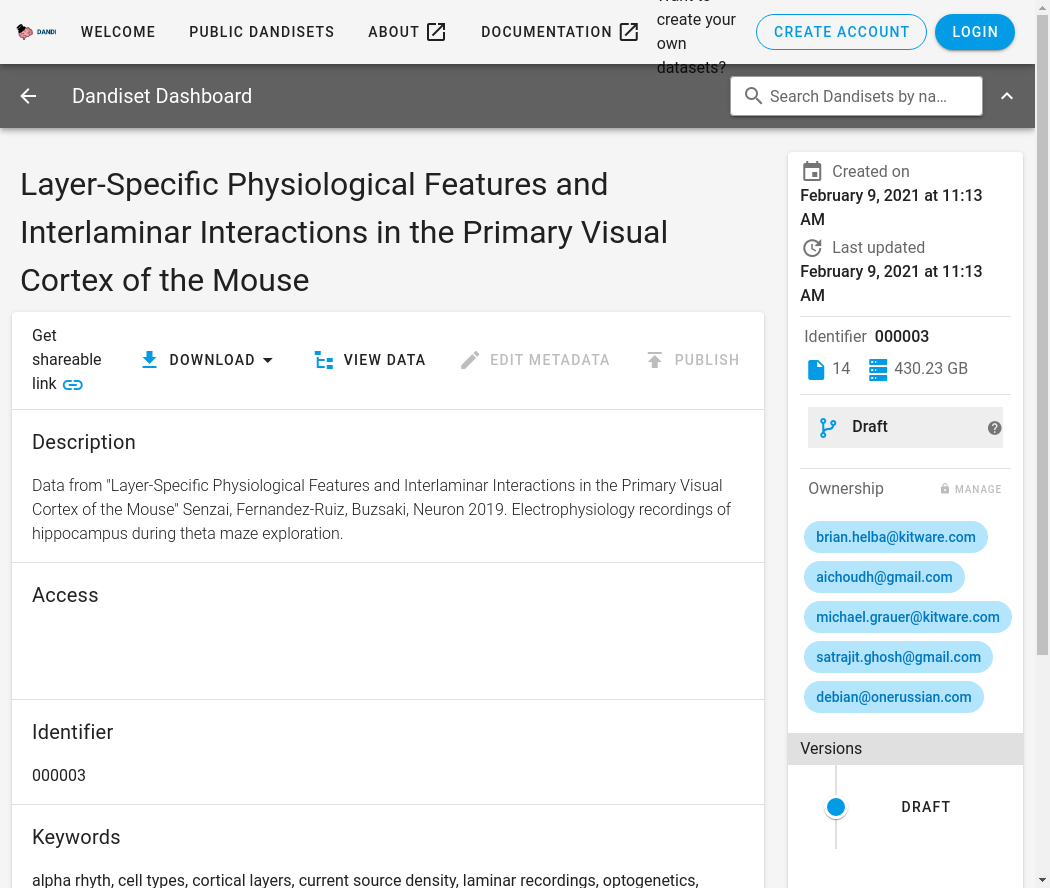 DANDI
WELCOME
PUBLIC DANDISETS
ABOUT
DOCUMENTATION
create your
own
datasets?
CREATE ACCOUNT
LOGIN
Dandiset Dashboard
Search Dandisets by na...
Layer-Specific Physiological Features and
Interlaminar Interactions in the Primary Visual
Cortex of the Mouse
Get
shareable
link
DOWNLOAD
VIEW DATA
EDIT METADATA
PUBLISH
Description
Data from "Layer-Specific Physiological Features and Interlaminar Interactions in the Primary Visual
Cortex of the Mouse" Senzai, Fernandez-Ruiz, Buzsaki, Neuron 2019. Electrophysiology recordings of
hippocampus during theta maze exploration.
Access
Identifier
000003
Keywords
alpha rhyth, cell types, cortical layers, current source density, laminar recordings, optogenetics,
Created on
February 9, 2021 at 11:13
AM
Last updated
February 9, 2021 at 11:13
AM
Identifier 000003
14 430.23 GB
Draft
Ownership
MANAGE
brian.helba@kitware.com
aichoudh@gmail.com
michael.grauer@kitware.com
satrajit.ghosh@gmail.com
debian@onerussian.com
Versions
DRAFT